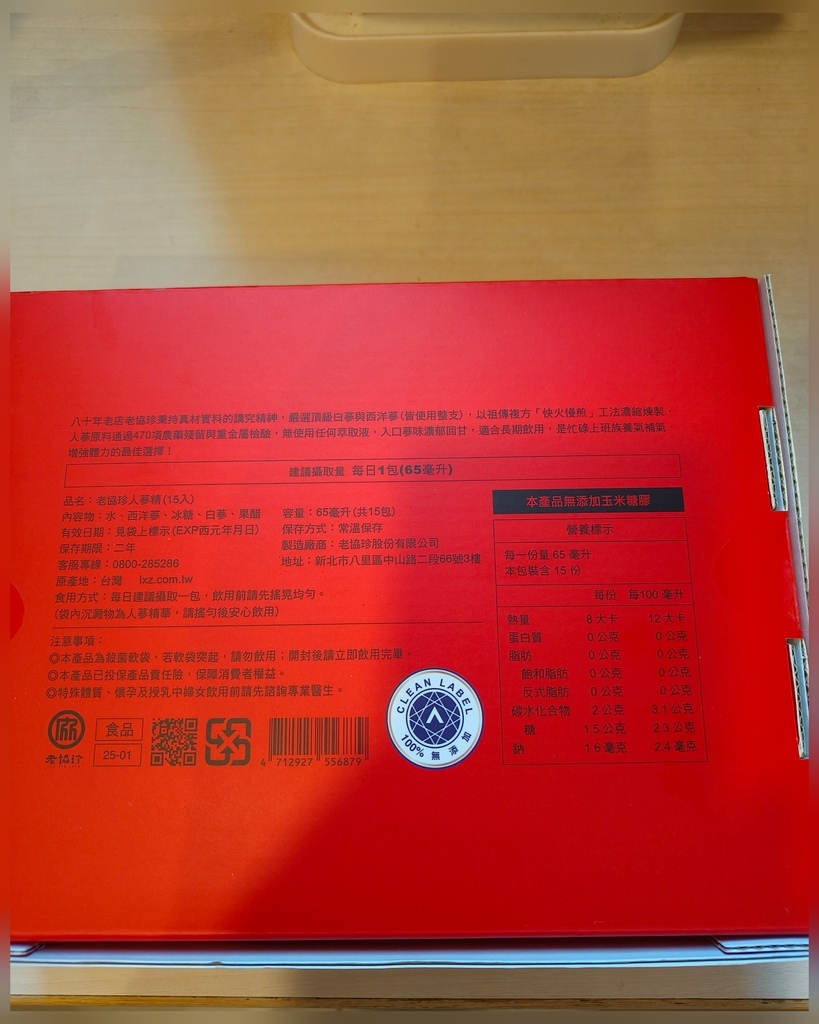 八十年老店老協珍秉持真材實料的講究精神，嚴選頂級白蔘與西洋蔘(皆使用整支)，以祖傳複方「快火慢煎」工法濃縮煉製。
人蔘原料通過470項農藥殘留與重金屬檢驗，無使用任何萃取液，入口蔘味濃郁回甘，適合長期飲用，是忙碌上班族養氣補氣、
增強體力的最佳選擇！
建議攝取量 每日1包(65毫升)
品名：老協珍人蔘精(15入)
內容物：水、西洋蔘、冰糖、白蔘、果醋
有效日期：見袋上標示(EXP西元年月日)
保存期限：二年
客服專線：0800-285286
原產地：台灣 lxz.com.tw
容量：65毫升(共15包)
保存方式：常溫保存
製造廠商：老協珍股份有限公司
地址：新北市八里區中山路二段66號3樓
食用方式：每日建議攝取一包，飲用前請先搖晃均勻。
(袋內沉澱物為人蔘精華，請搖勻後安心飲用)
注意事項：
◎本產品為殺菌軟袋，若軟袋突起，請勿飲用；開封後請立即飲用完畢。
◎本產品已投保產品責任險，保障消費者權益。
◎特殊體質、懷孕及授乳中婦女飲用前請先諮詢專業醫生。
老協珍
食品
25-01
4 712927 556879
CLEAN LABEL
100% 無添加
本產品無添加玉米糖膠
營養標示
每一份量 65 毫升
本包裝含 15 份
每份 每100 毫升
熱量 8 大卡 12 大卡
蛋白質 0 公克 0 公克
脂肪 0 公克 0 公克
飽和脂肪 0 公克 0 公克
反式脂肪 0 公克 0 公克
碳水化合物 2 公克 3.1 公克
糖 1.5 公克 2.3 公克
鈉 1.6 毫克 2.4 毫克